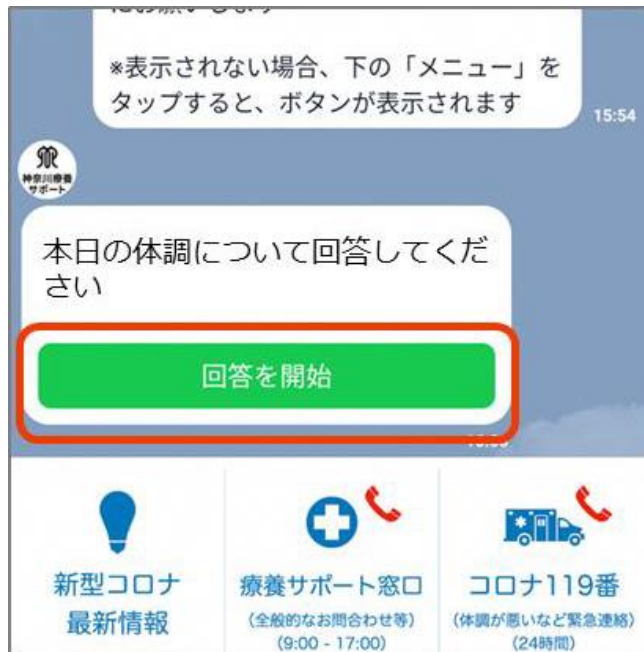 ※表示されない場合、下の「メニュー」を
タップすると、ボタンが表示されます
15:54
神奈川療養
サポート
本日の体調について回答してくだ
さい
回答を開始
新型コロナ
最新情報
療養サポート窓口
(全般的なお問合わせ等)
(9:00 - 17:00)
コロナ119番
(体調が悪いなど緊急連絡)
(24時間)